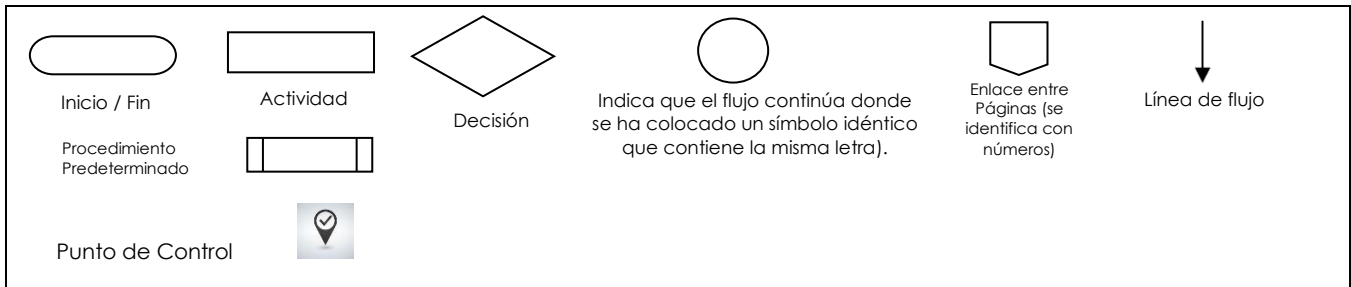 Inicio / Fin
Actividad
Decisión
Indica que el flujo continúa donde
se ha colocado un símbolo idéntico
que contiene la misma letra).
Enlace entre
Páginas (se
identifica con
números)
Línea de flujo
Procedimiento
Predeterminado
Punto de Control